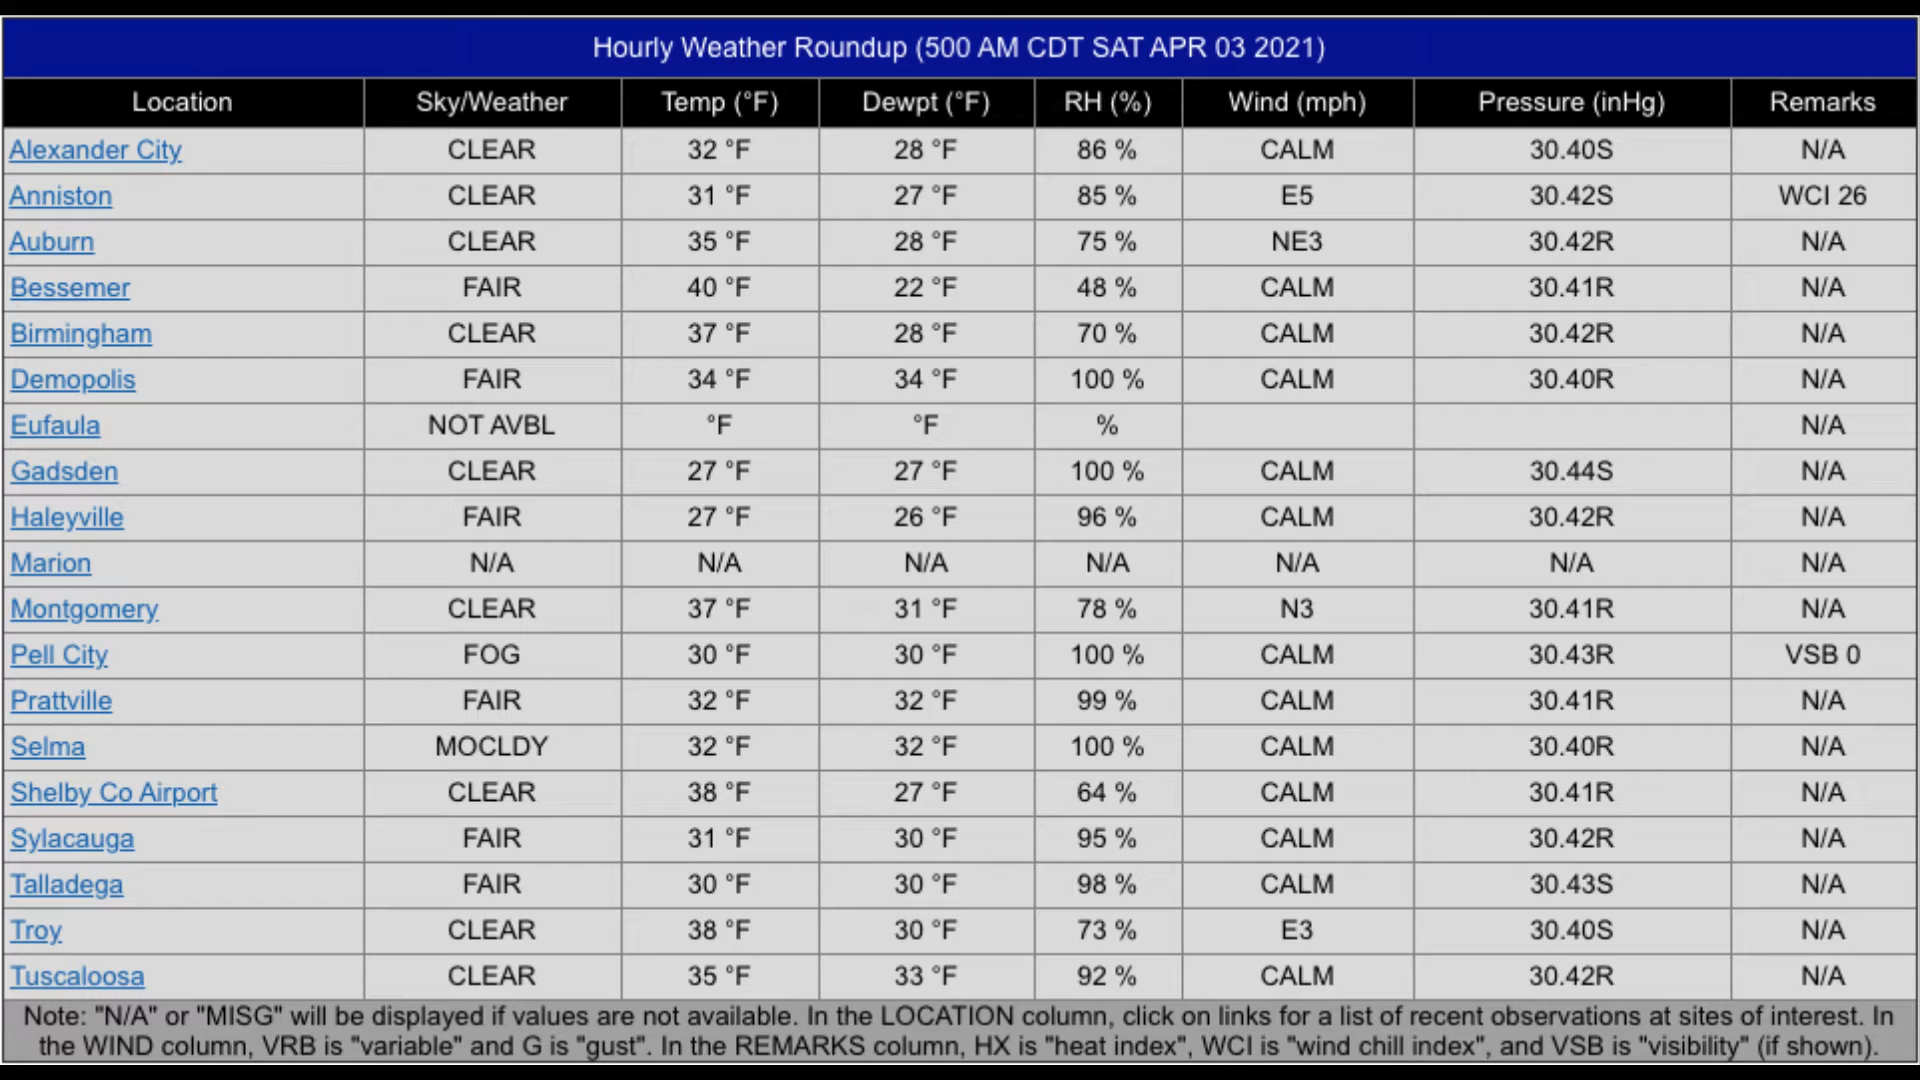 Hourly Weather Roundup (500 AM CDT SAT APR 03 2021)
Location Sky/Weather Temp (°F) Dewpt (°F) RH (%) Wind (mph) Pressure (inHg) Remarks
Alexander City CLEAR 32 °F 28 °F 86 % CALM 30.40S N/A
Anniston CLEAR 31 °F 27 °F 85 % E5 30.42S WCI 26
Auburn CLEAR 35 °F 28 °F 75 % NE3 30.42R N/A
Bessemer FAIR 40 °F 22 °F 48 % CALM 30.41R N/A
Birmingham CLEAR 37 °F 28 °F 70 % CALM 30.42R N/A
Demopolis FAIR 34 °F 34 °F 100 % CALM 30.40R N/A
Eufaula NOT AVBL °F °F % N/A
Gadsden CLEAR 27 °F 27 °F 100 % CALM 30.44S N/A
Haleyville FAIR 27 °F 26 °F 96 % CALM 30.42R N/A
Marion N/A N/A N/A N/A N/A N/A N/A
Montgomery CLEAR 37 °F 31 °F 78 % N3 30.41R N/A
Pell City FOG 30 °F 30 °F 100 % CALM 30.43R VSB 0
Prattville FAIR 32 °F 32 °F 99 % CALM 30.41R N/A
Selma MOCLDY 32 °F 32 °F 100 % CALM 30.40R N/A
Shelby Co Airport CLEAR 38 °F 27 °F 64 % CALM 30.41R N/A
Sylacauga FAIR 31 °F 30 °F 95 % CALM 30.42R N/A
Talladega FAIR 30 °F 30 °F 98 % CALM 30.43S N/A
Troy CLEAR 38 °F 30 °F 73 % E3 30.40S N/A
Tuscaloosa CLEAR 35 °F 33 °F 92 % CALM 30.42R N/A
Note: "N/A" or "MISG" will be displayed if values are not available. In the LOCATION column, click on links for a list of recent observations at sites of interest. In
the WIND column, VRB is "variable" and G is "gust". In the REMARKS column, HX is "heat index", WCI is "wind chill index", and VSB is "visibility" (if shown).